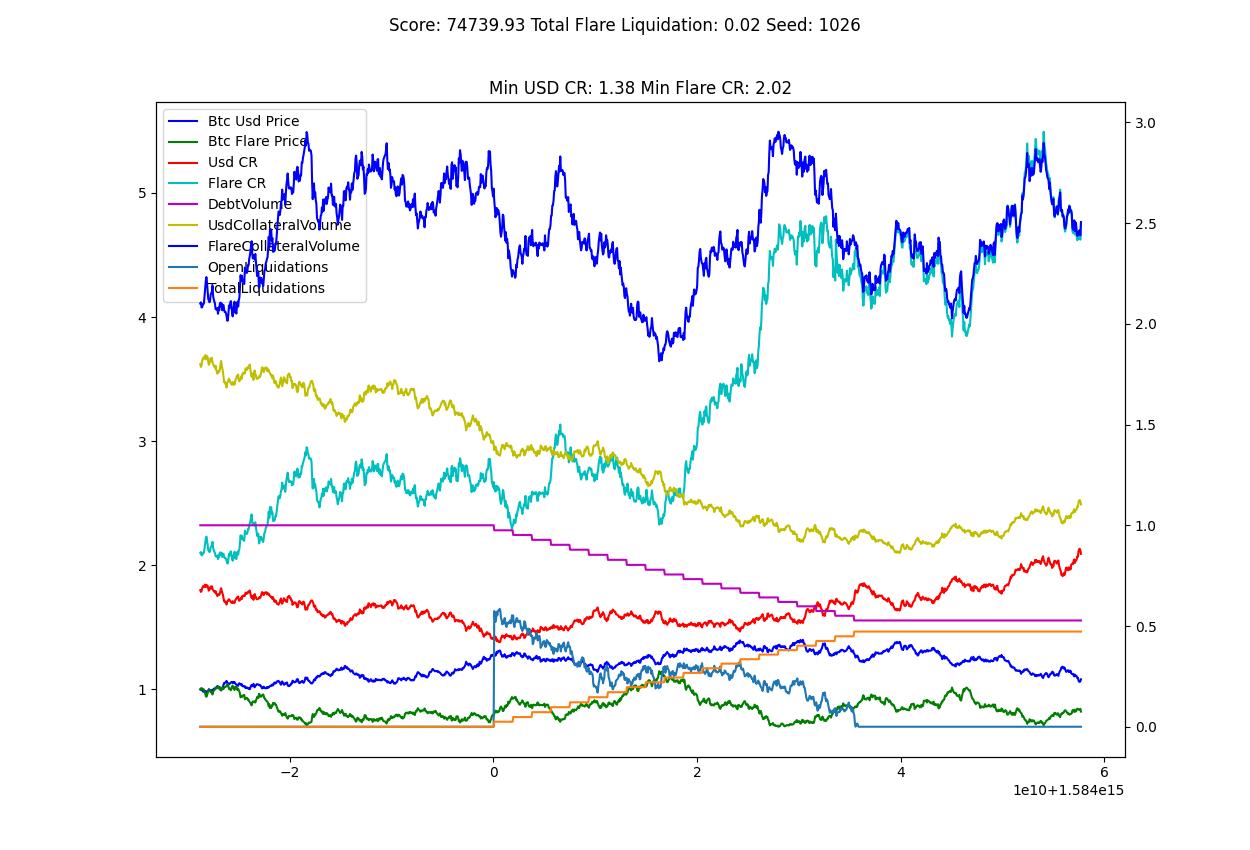 Score: 74739.93 Total Flare Liquidation: 0.02 Seed: 1026
Min USD CR: 1.38 Min Flare CR: 2.02
Btc Usd Price
Btc Flare Price
Usd CR
Flare CR
DebtVolume
UsdCollateralVolume
FlareCollateralVolume
OpenLiquidations
TotalLiquidations
5
4
3
2
1
3.0
2.5
2.0
1.5
1.0
0.5
0.0
−2
0
2
4
6
1e10+1.584e15